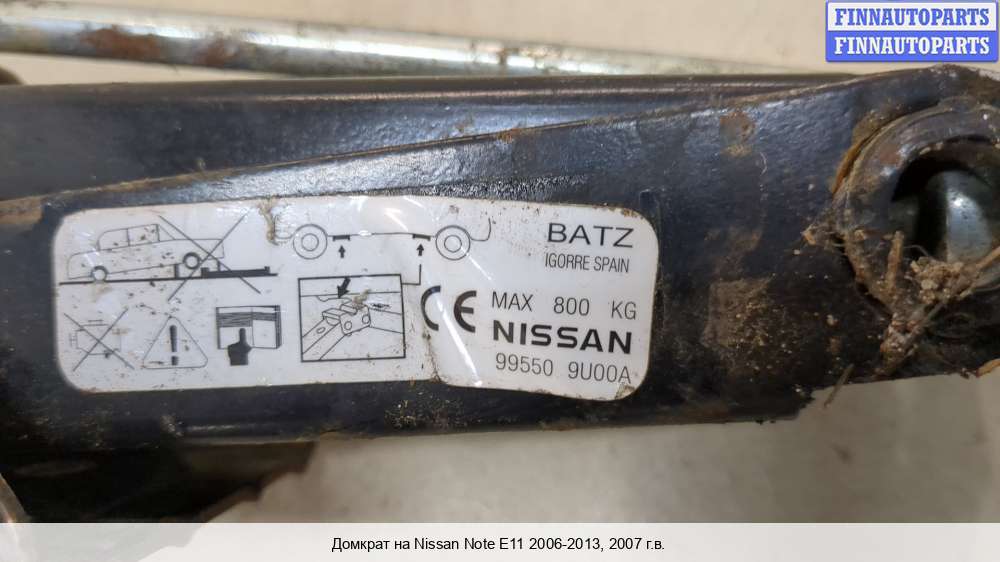 FINNAUTOPARTS
FINNAUTOPARTS
BATZ
IGORRE SPAIN
CE MAX 800 KG
NISSAN
99550 9U00A
Домкрат на Nissan Note E11 2006-2013, 2007 г.в.